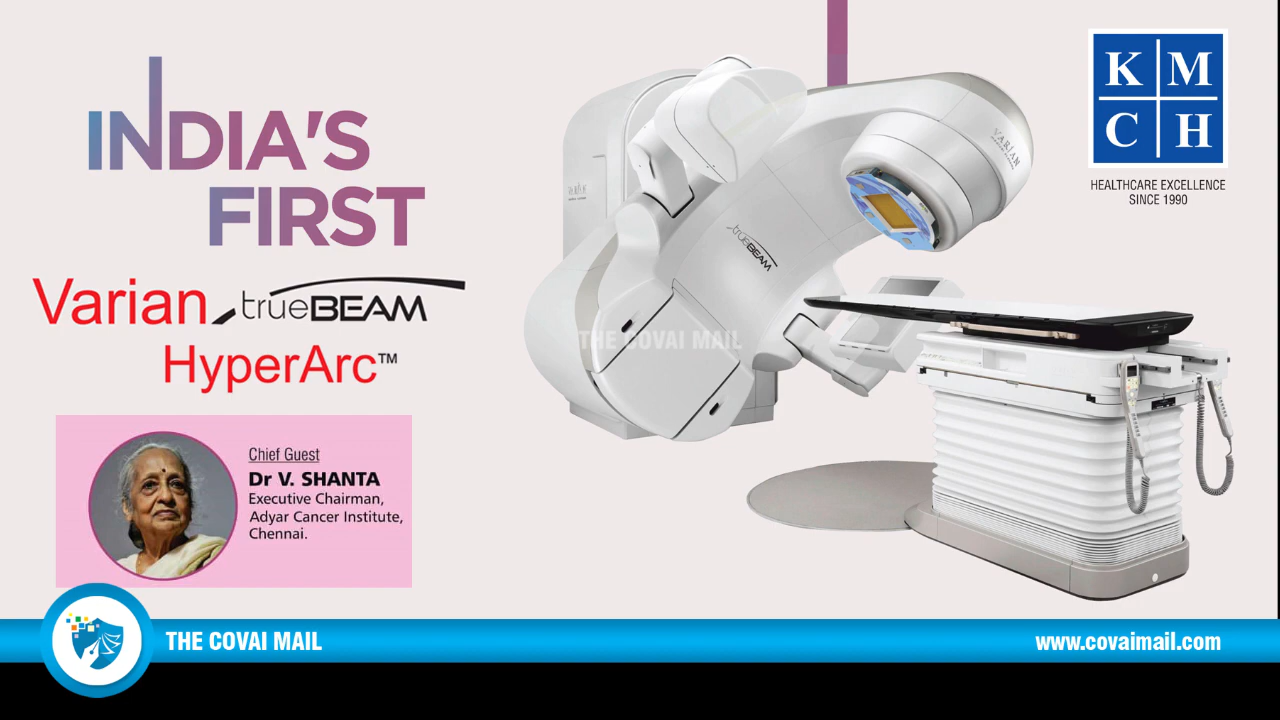 INDIA'S
FIRST
Varian trueBEAM
HyperArc™
Chief Guest
Dr V. SHANTA
Executive Chairman,
Adyar Cancer Institute,
Chennai.
VARIAN
trueBEAM
THE COVAI MAIL
K M
C H
HEALTHCARE EXCELLENCE
SINCE 1990
THE COVAI MAIL
www.covaimail.com